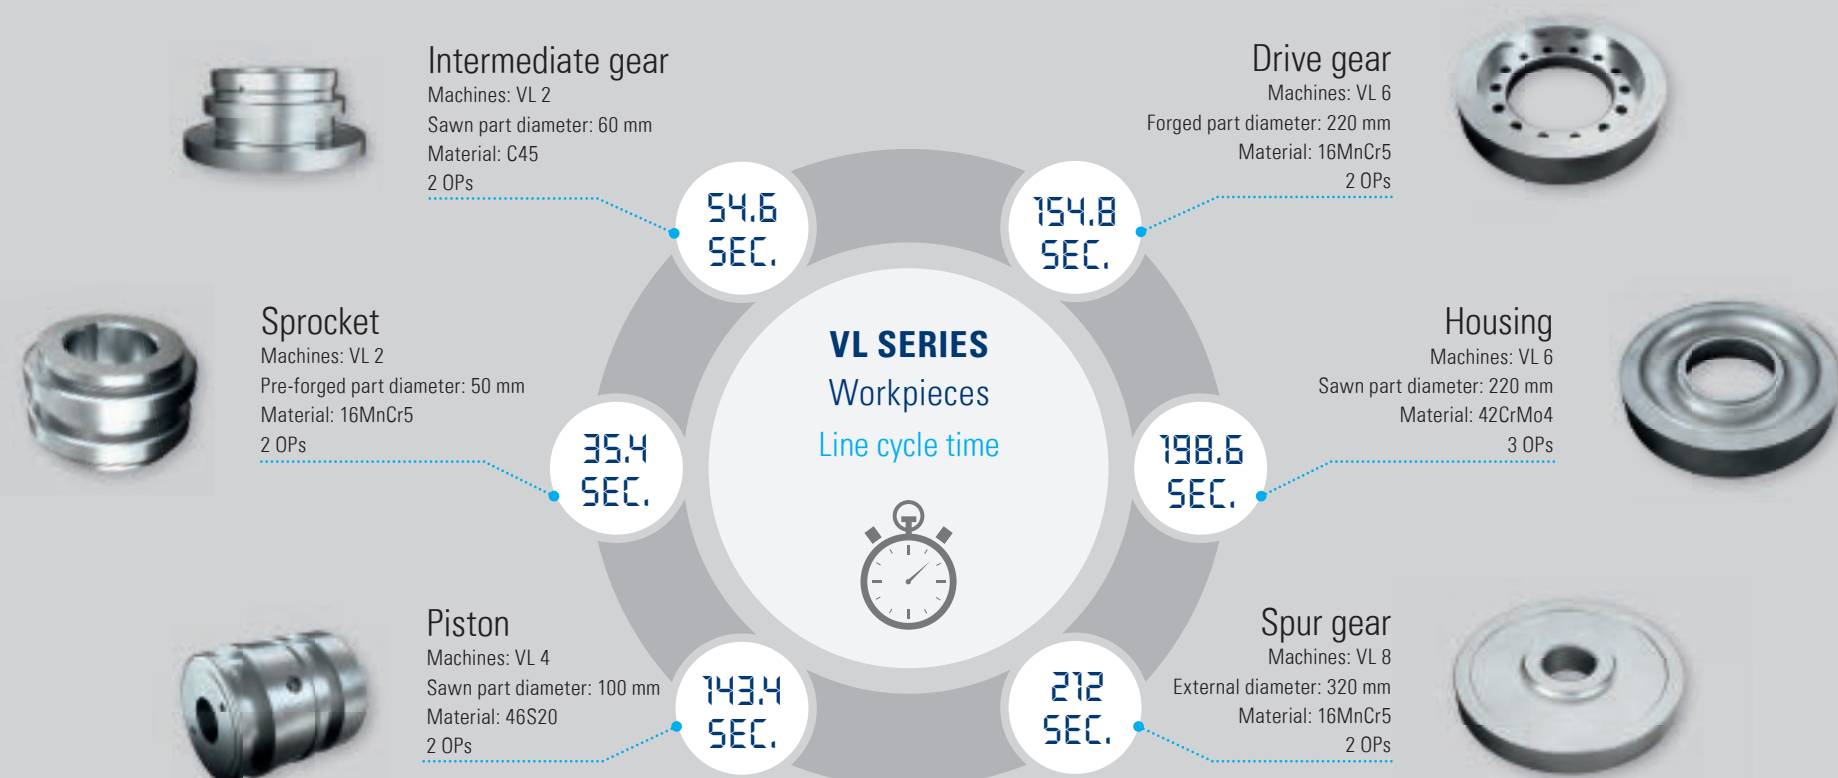 Intermediate gear
Machines: VL 2
Sawn part diameter: 60 mm
Material: C45
2 OPs
54.6
SEC.
Drive gear
Machines: VL 6
Forged part diameter: 220 mm
Material: 16MnCr5
2 OPs
154.8
SEC.
Sprocket
Machines: VL 2
Pre-forged part diameter: 50 mm
Material: 16MnCr5
2 OPs
35.4
SEC.
VL SERIES
Workpieces
Line cycle time
Housing
Machines: VL 6
Sawn part diameter: 220 mm
Material: 42CrMo4
3 OPs
198.6
SEC.
Piston
Machines: VL 4
Sawn part diameter: 100 mm
Material: 46S20
2 OPs
143.4
SEC.
Spur gear
Machines: VL 8
External diameter: 320 mm
Material: 16MnCr5
2 OPs
212
SEC.